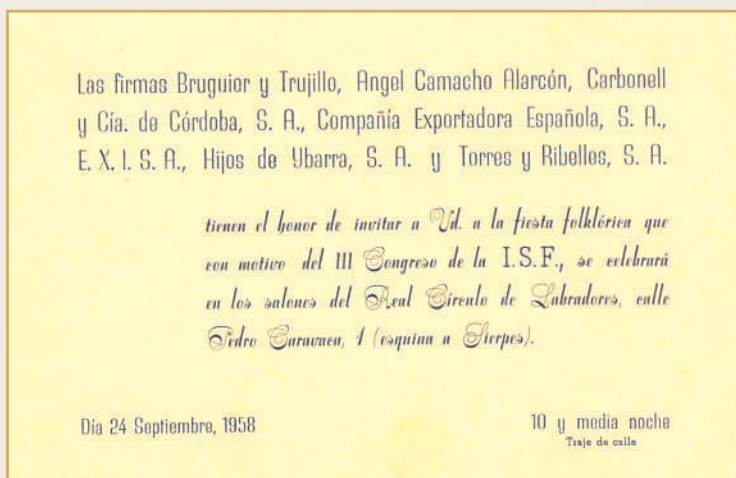 Las firmas Bruguior y Trujillo, Angel Camacho Alarcón, Carbonell
y Cía. de Córdoba, S. A., Compañía Exportadora Española, S. A.,
E. X. I. S. A., Hijos de Ybarra, S. A. y Torres y Ribelles, S. A.
tienen el honor de invitar a Vd. a la fiesta folklórica que
con motivo del III Congreso de la I.S.F., se celebrará
en los salones del Real Círculo de Labradores, calle
Pedro Caravaca, 1 (esquina a Sierpes).
Día 24 Septiembre, 1958
10 y media noche
Traje de calle